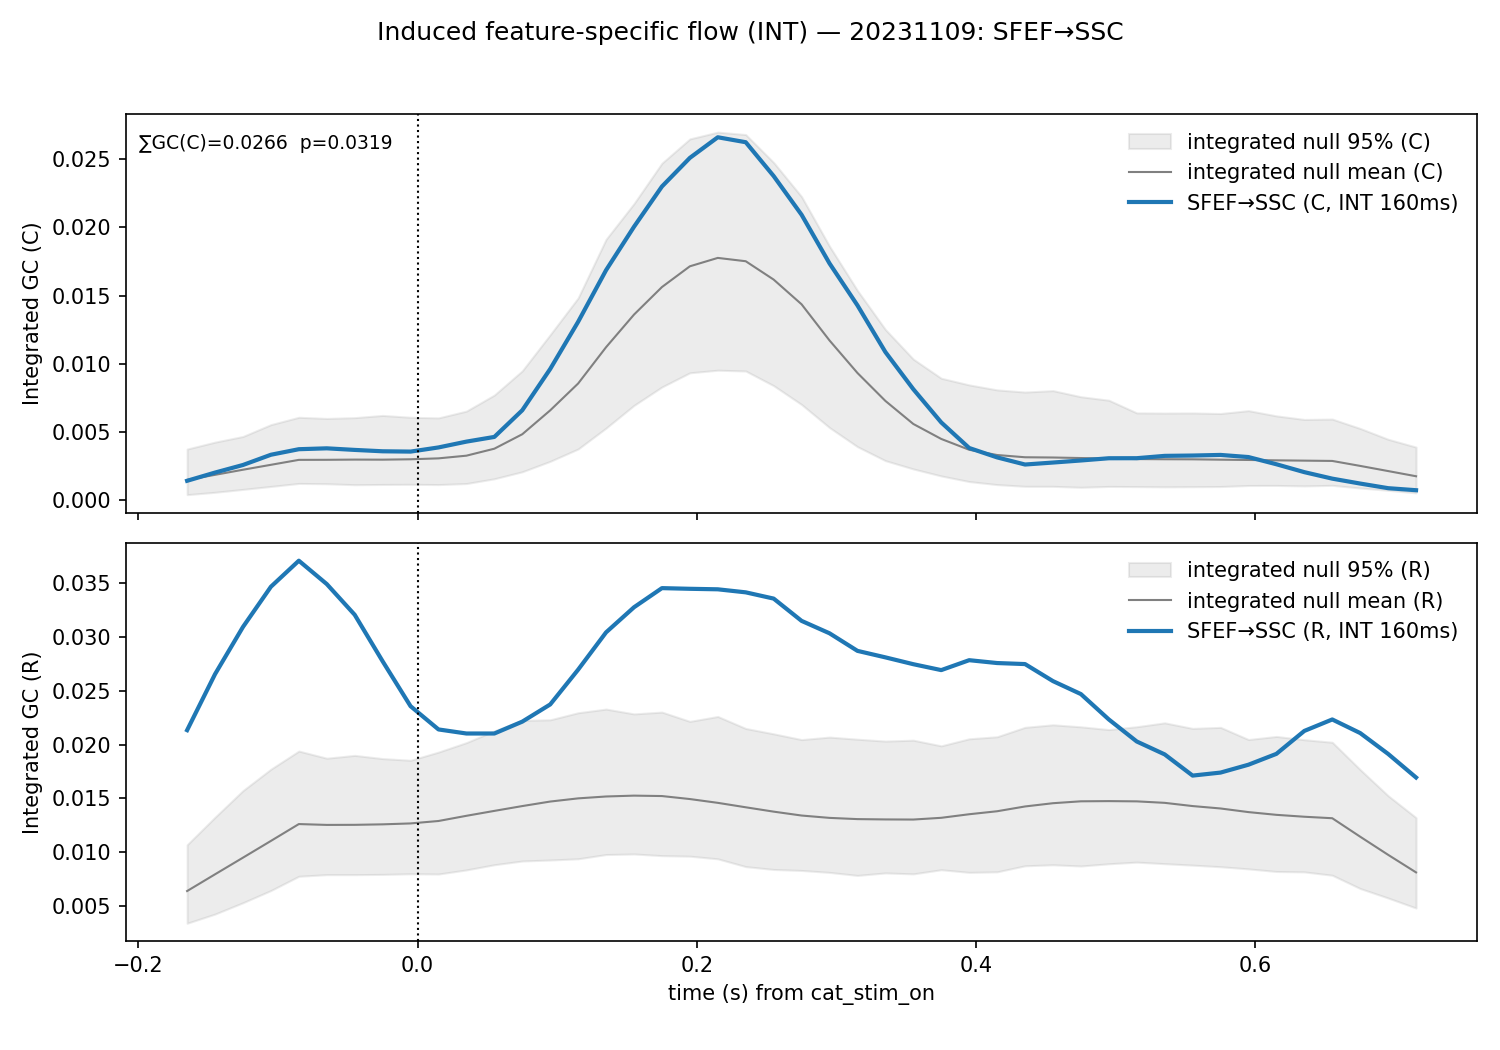 Induced feature-specific flow (INT) — 20231109: SFEF→SSC
∑GC(C)=0.0266  p=0.0319
integrated null 95% (C)
integrated null mean (C)
SFEF→SSC (C, INT 160ms)
Integrated GC (C)
0.025
0.020
0.015
0.010
0.005
0.000
integrated null 95% (R)
integrated null mean (R)
SFEF→SSC (R, INT 160ms)
Integrated GC (R)
0.035
0.030
0.025
0.020
0.015
0.010
0.005
−0.2 0.0 0.2 0.4 0.6
time (s) from cat_stim_on